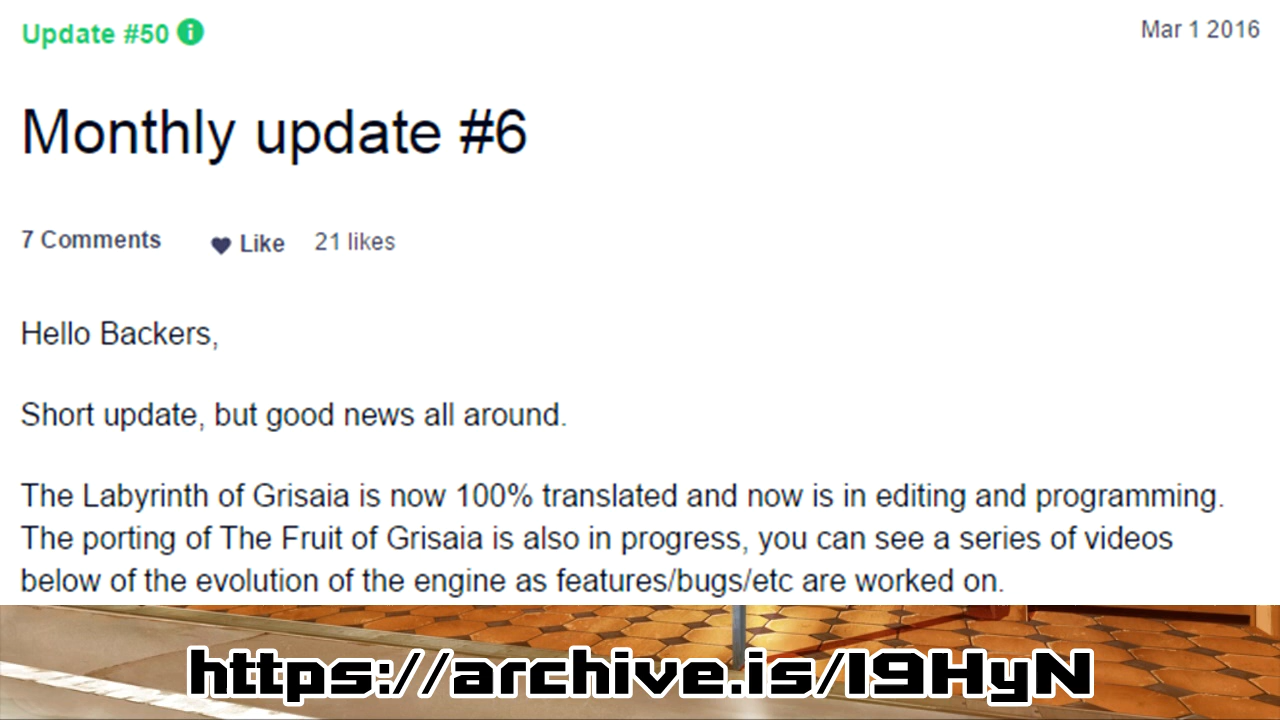 Update #50
Mar 1 2016
Monthly update #6
7 Comments Like 21 likes
Hello Backers,
Short update, but good news all around.
The Labyrinth of Grisaia is now 100% translated and now is in editing and programming.
The porting of The Fruit of Grisaia is also in progress, you can see a series of videos
below of the evolution of the engine as features/bugs/etc are worked on.
https://archive.is/I9HyN